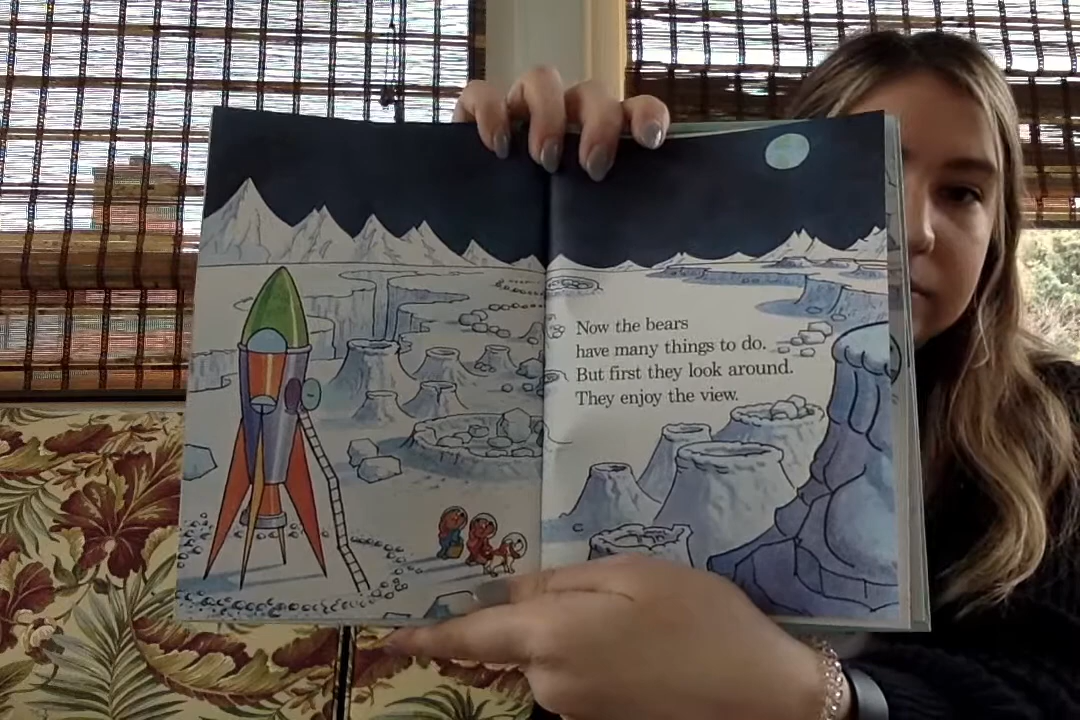 Now the bears
have many things to do.
But first they look around.
They enjoy the view.